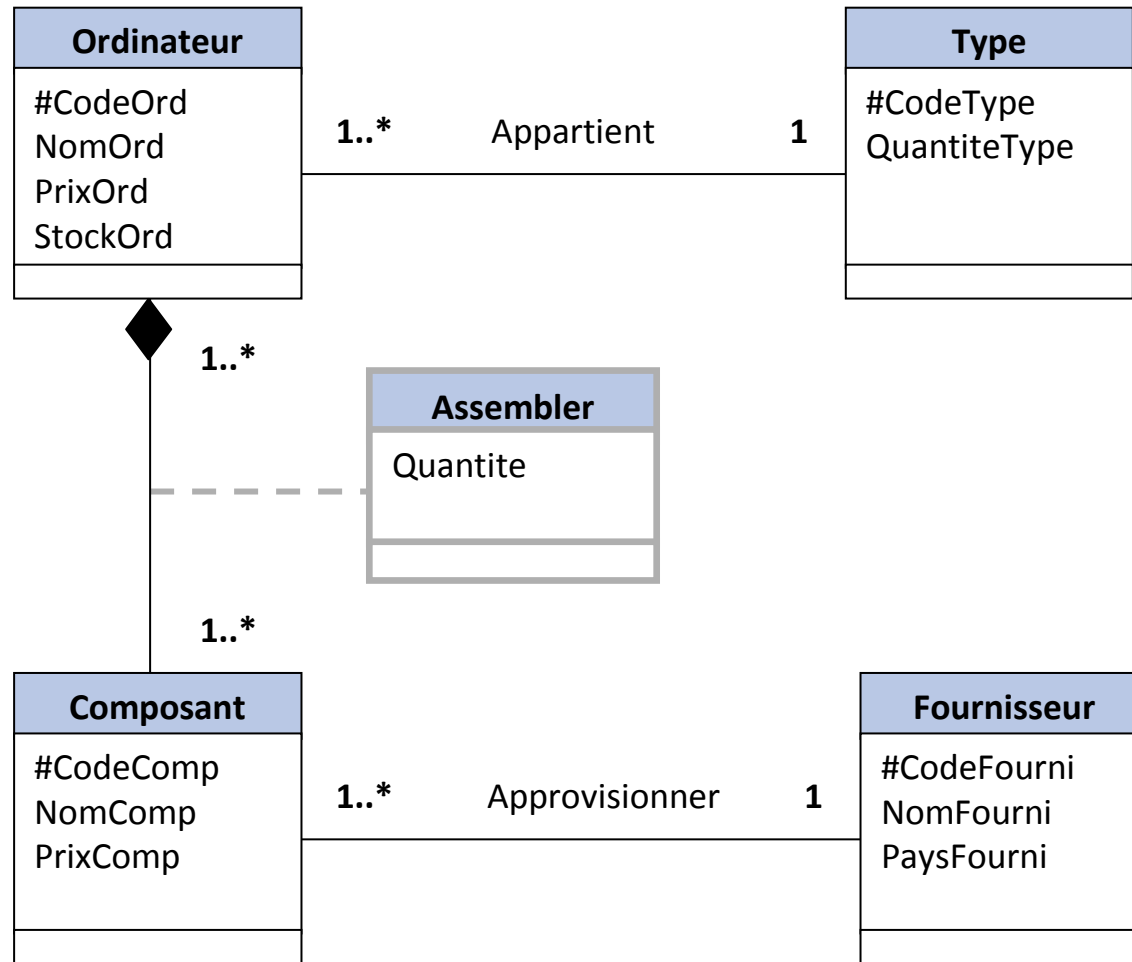 Ordinateur
#CodeOrd
NomOrd
PrixOrd
StockOrd
1..* Appartient 1
Type
#CodeType
QuantiteType
1..*
Assembler
Quantite
1..*
Composant
#CodeComp
NomComp
PrixComp
1..* Approvisionner 1
Fournisseur
#CodeFourni
NomFourni
PaysFourni